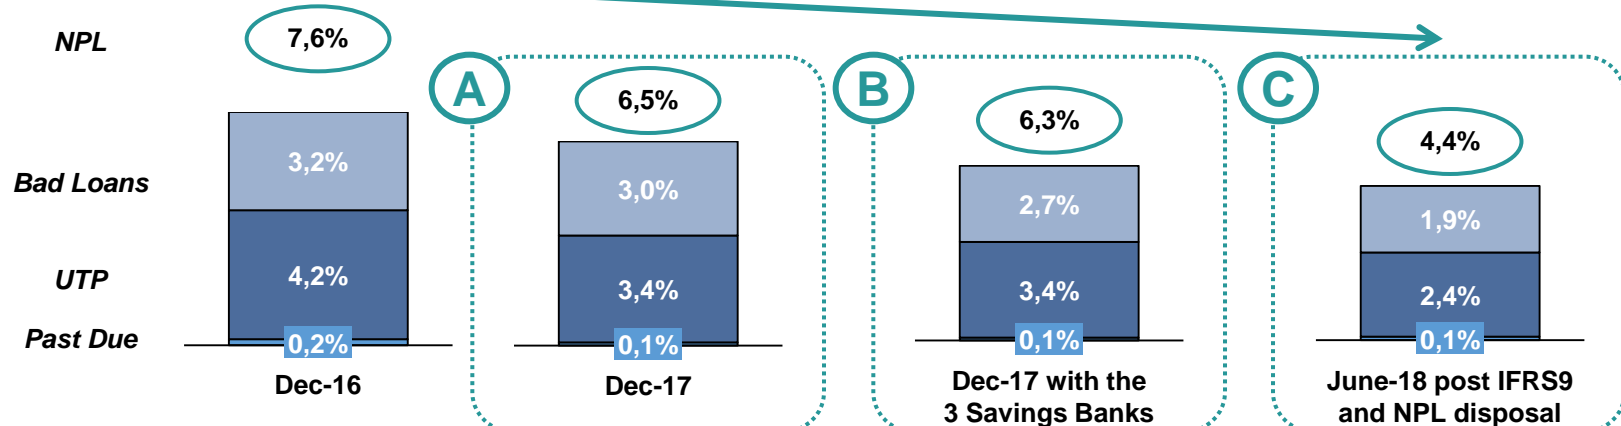 NPL
7,6%
A
6,5%
B
6,3%
C
4,4%
Bad Loans
3,2%
3,0%
2,7%
1,9%
UTP
4,2%
3,4%
3,4%
2,4%
Past Due
0,2%
0,1%
0,1%
0,1%
Dec-16
Dec-17
Dec-17 with the
3 Savings Banks
June-18 post IFRS9
and NPL disposal